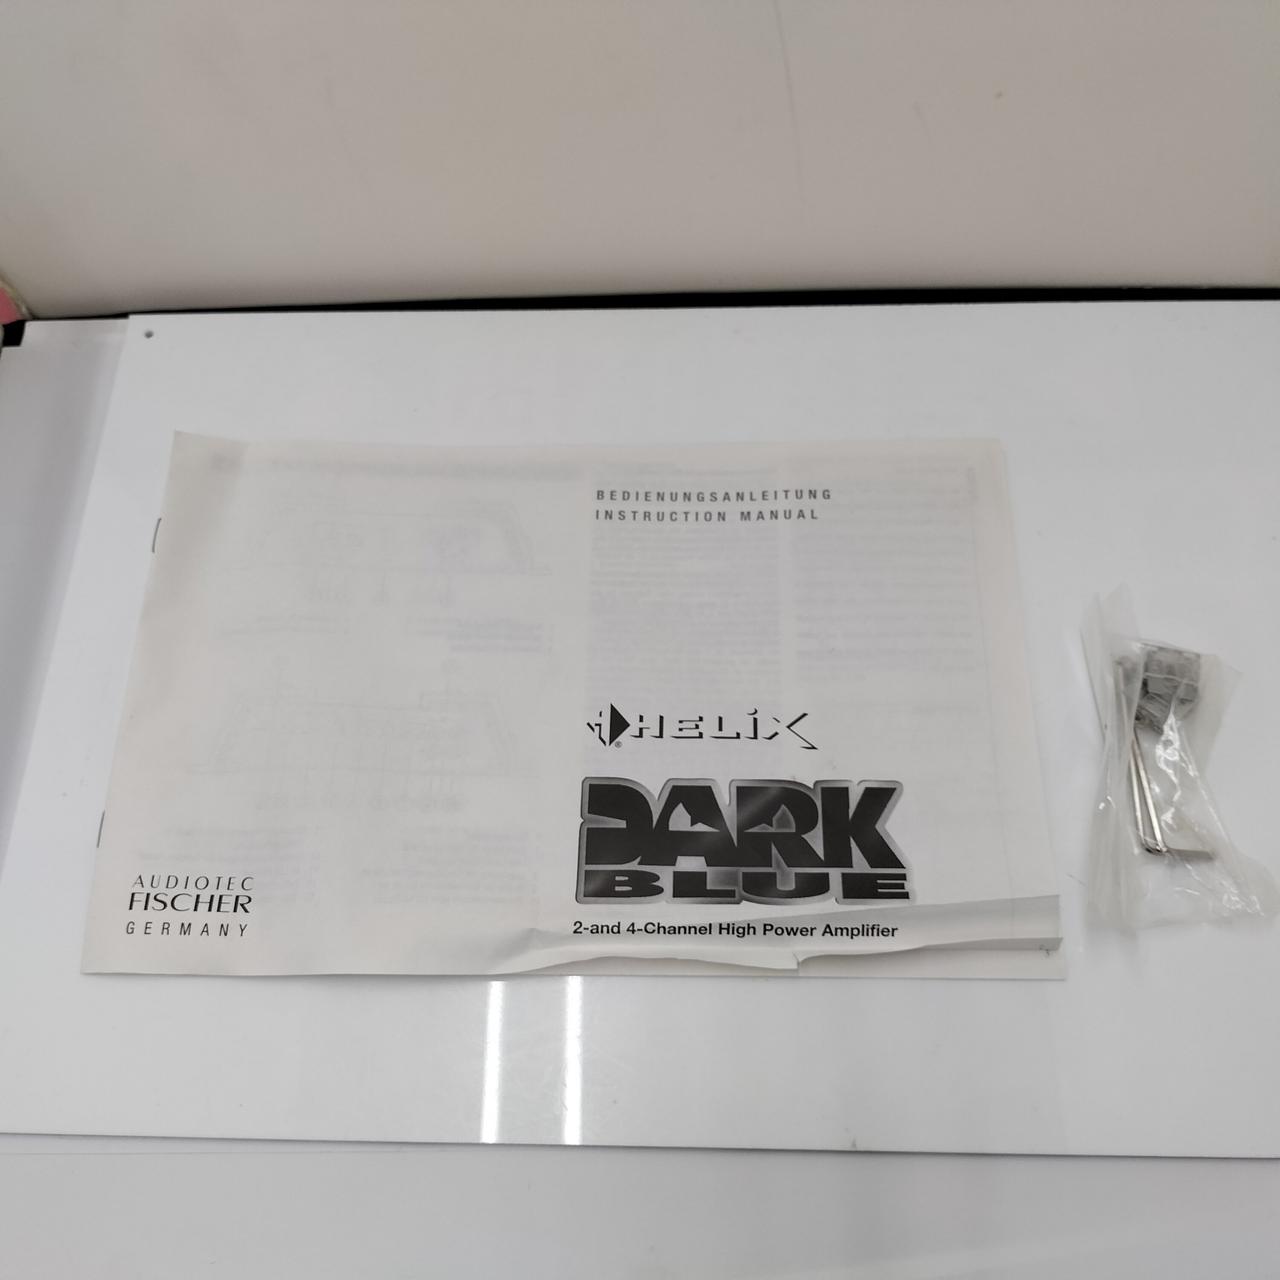 BEDIENUNGSANLEITUNG
INSTRUCTION MANUAL
HELIX
DARK
BLUE
2-and 4-Channel High Power Amplifier
AUDIOTEC
FISCHER
GERMANY